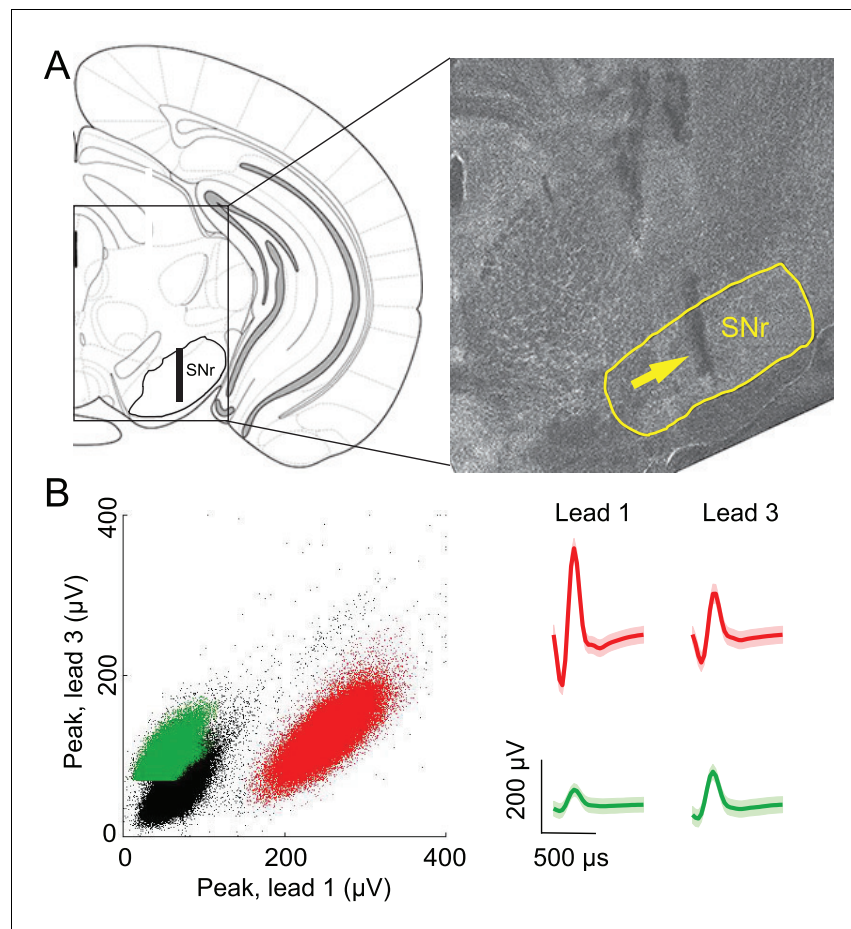 A
SNr
SNr
B
400
200
0
Peak, lead 3 (µV)
0
200
400
Peak, lead 1 (µV)
Lead 1
Lead 3
200 µV
500 µs